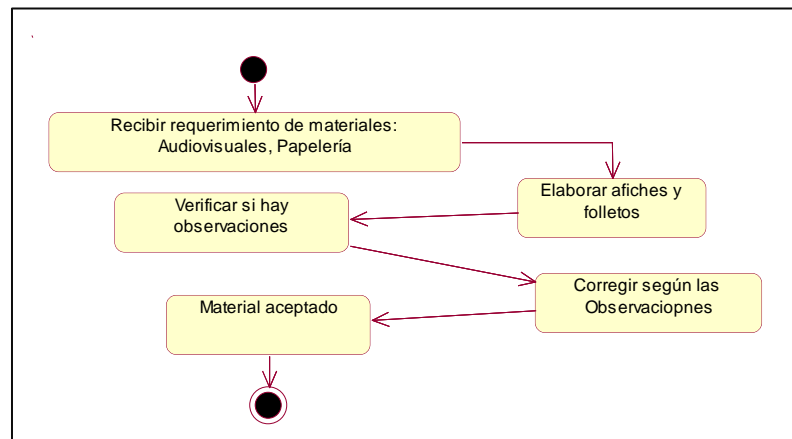 Recibir requerimiento de materiales:
Audiovisuales, Papelería
Elaborar afiches y
folletos
Verificar si hay
observaciones
Corregir según las
Observaciopnes
Material aceptado